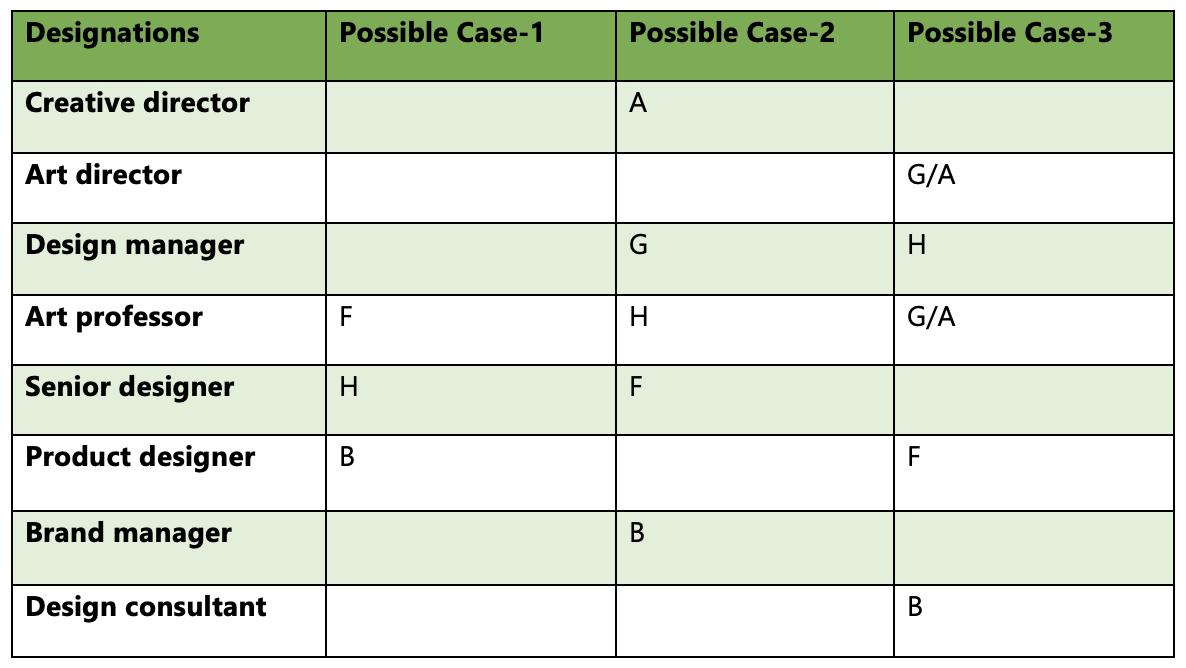 Designations Possible Case-1 Possible Case-2 Possible Case-3
Creative director A
Art director G/A
Design manager G H
Art professor F H G/A
Senior designer H F
Product designer B F
Brand manager B
Design consultant B